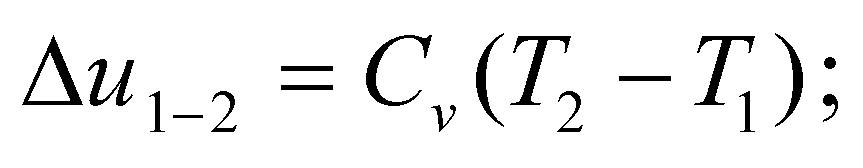 Δu₁₋₂ = Cᵥ(T₂ − T₁);